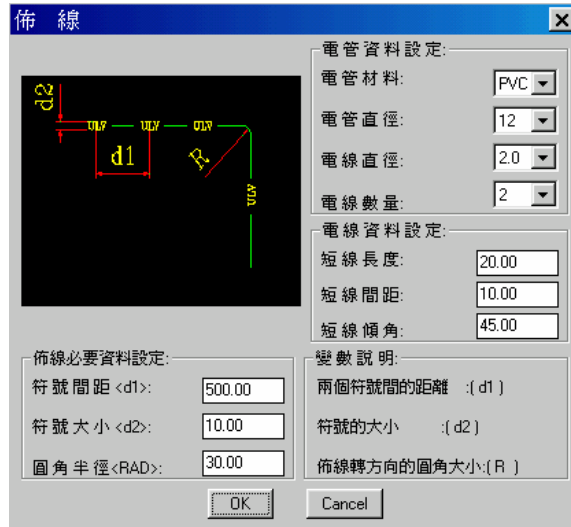 佈 線
電管資料設定:
電管材料: PVC
電管直徑: 12
電線直徑: 2.0
電線數量: 2
d2
ULV ULV ULV
d1 R
ULV
電線資料設定:
短線長度: 20.00
短線間距: 10.00
短線傾角: 45.00
佈線必要資料設定:
符號間距<d1>: 500.00
符號大小<d2>: 10.00
圓角半徑<RAD>: 30.00
變數說明:
兩個符號間的距離 :( d1 )
符號的大小 :( d2 )
佈線轉方向的圓角大小:( R )
OK Cancel